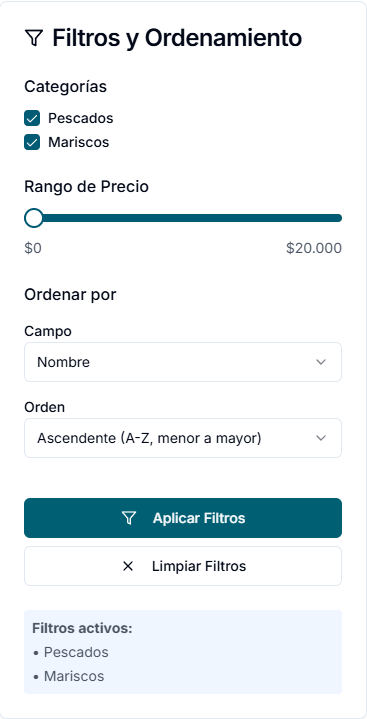 Filtros y Ordenamiento
Categorías
Pescados
Mariscos
Rango de Precio
$0 $20.000
Ordenar por
Campo
Nombre
Orden
Ascendente (A-Z, menor a mayor)
Aplicar Filtros
Limpiar Filtros
Filtros activos:
• Pescados
• Mariscos